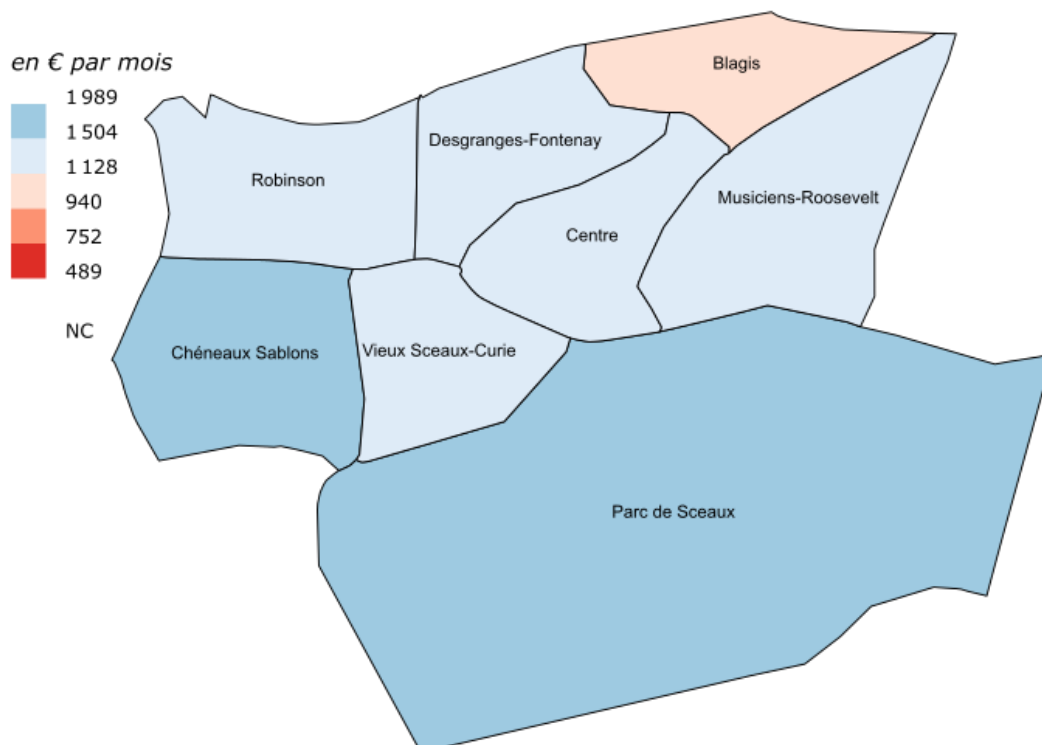 en € par mois
1 989
1 504
1 128
940
752
489
NC
Blagis
Desgranges-Fontenay
Robinson
Musiciens-Roosevelt
Centre
Chéneaux Sablons
Vieux Sceaux-Curie
Parc de Sceaux